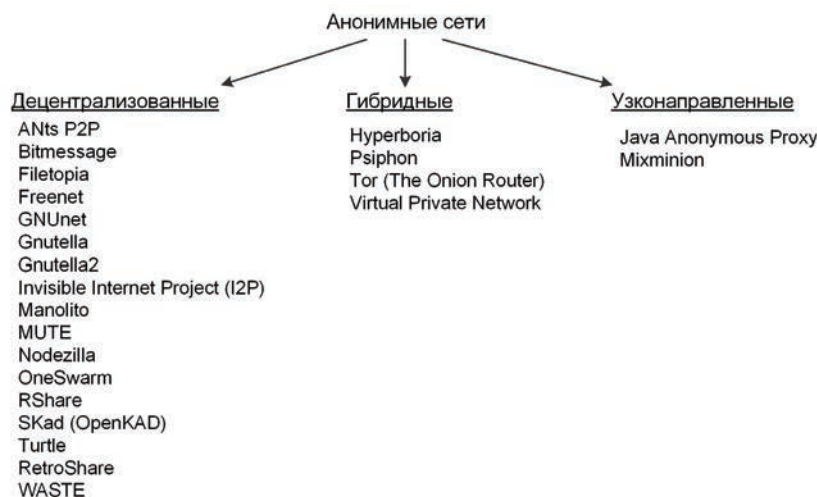 Анонимные сети
Децентрализованные
ANts P2P
Bitmessage
Filetopia
Freenet
GNUnet
Gnutella
Gnutella2
Invisible Internet Project (I2P)
Manolito
MUTE
Nodezilla
OneSwarm
RShare
SKad (OpenKAD)
Turtle
RetroShare
WASTE
Гибридные
Hyperboria
Psiphon
Tor (The Onion Router)
Virtual Private Network
Узконаправленные
Java Anonymous Proxy
Mixminion